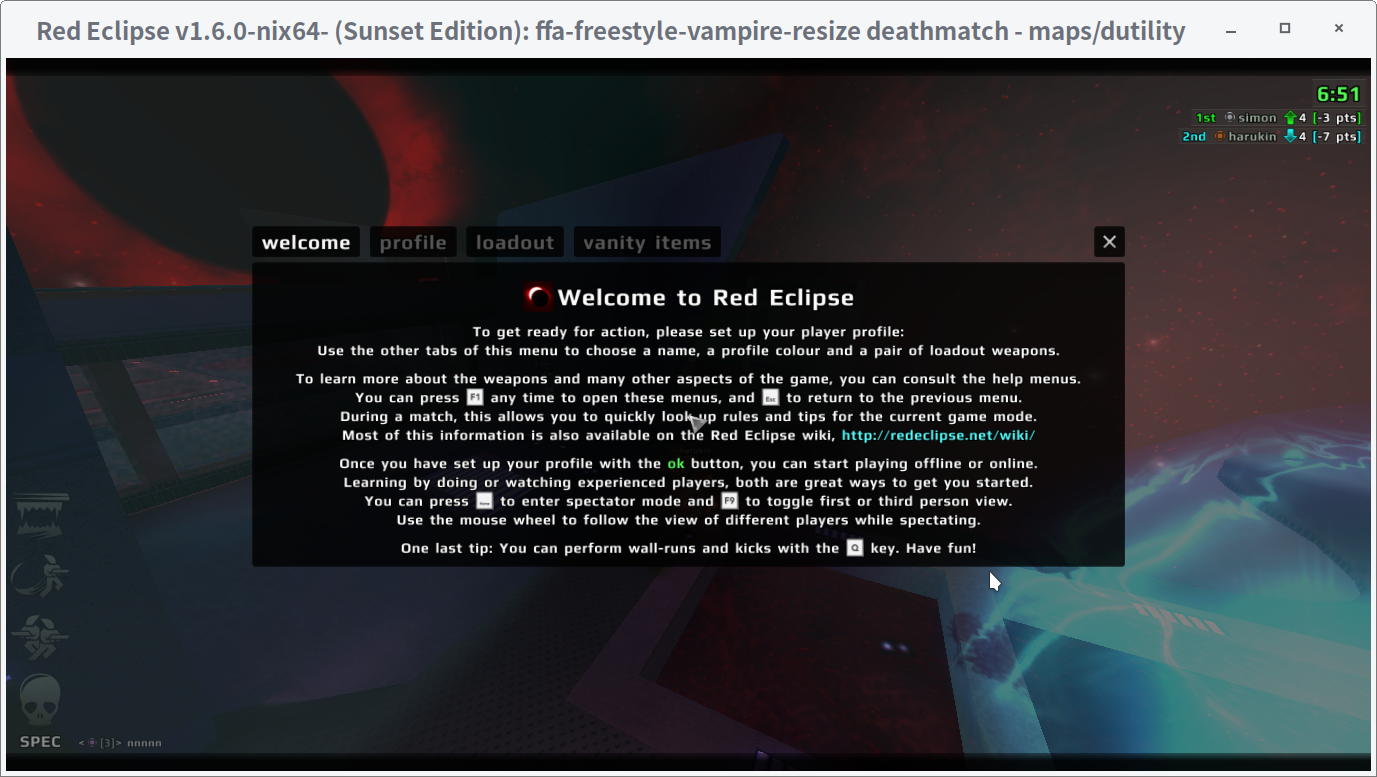 Red Eclipse v1.6.0-nix64- (Sunset Edition): ffa-freestyle-vampire-resize deathmatch - maps/dutility
6:51
1st simon 4 [-3 pts]
2nd harukin 4 [-7 pts]
welcome profile loadout vanity items
Welcome to Red Eclipse
To get ready for action, please set up your player profile:
Use the other tabs of this menu to choose a name, a profile colour and a pair of loadout weapons.
To learn more about the weapons and many other aspects of the game, you can consult the help menus.
You can press F1 any time to open these menus, and Esc to return to the previous menu.
During a match, this allows you to quickly look up rules and tips for the current game mode.
Most of this information is also available on the Red Eclipse wiki, http://redeclipse.net/wiki/
Once you have set up your profile with the ok button, you can start playing offline or online.
Learning by doing or watching experienced players, both are great ways to get you started.
You can press Home to enter spectator mode and F9 to toggle first or third person view.
Use the mouse wheel to follow the view of different players while spectating.
One last tip: You can perform wall-runs and kicks with the Q key. Have fun!
SPEC < [3]> nnnnn